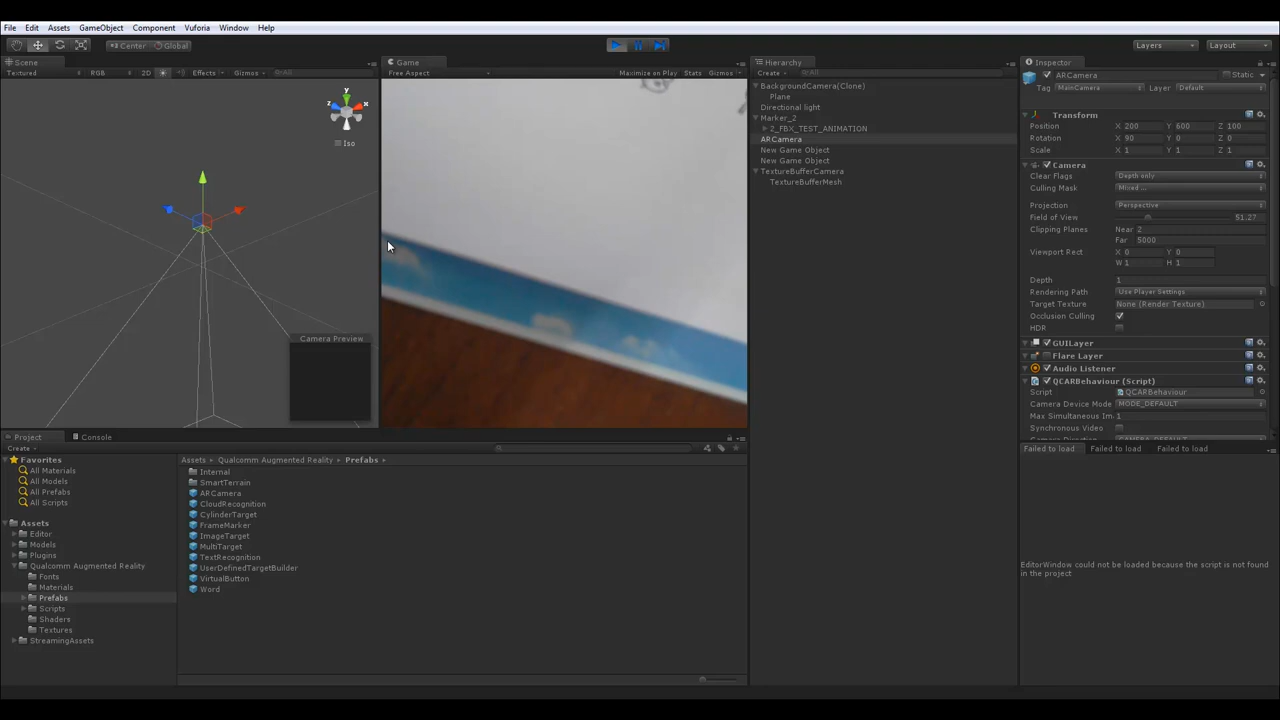 File Edit Assets GameObject Component Vuforia Window Help
Center Global Layers Layout
Scene
Textured RGB 2D Effects Gizmos All
y
z x
Iso
Camera Preview
Game
Free Aspect Maximize on Play Stats Gizmos
Hierarchy
Create All
BackgroundCamera(Clone)
Plane
Directional light
Marker_2
2_FBX_TEST_ANIMATION
ARCamera
New Game Object
New Game Object
TextureBufferCamera
TextureBufferMesh
Inspector
ARCamera Static
Tag MainCamera Layer Default
Transform
Position X 200 Y 600 Z 100
Rotation X 90 Y 0 Z 0
Scale X 1 Y 1 Z 1
Camera
Clear Flags Depth only
Culling Mask Mixed ...
Projection Perspective
Field of View 51.27
Clipping Planes Near 2
Far 5000
Viewport Rect X 0 Y 0
W 1 H 1
Depth 1
Rendering Path Use Player Settings
Target Texture None (Render Texture)
Occlusion Culling
HDR
GUILayer
Flare Layer
Audio Listener
QCARBehaviour (Script)
Script QCARBehaviour
Camera Device Mode MODE_DEFAULT
Max Simultaneous Im 1
Synchronous Video
Failed to load Failed to load Failed to load
EditorWindow could not be loaded because the script is not found
in the project
Project Console
Create
Favorites
All Materials
All Models
All Prefabs
All Scripts
Assets
Editor
Models
Plugins
Qualcomm Augmented Reality
Fonts
Materials
Prefabs
Scripts
Shaders
Textures
StreamingAssets
Assets Qualcomm Augmented Reality Prefabs
Internal
SmartTerrain
ARCamera
CloudRecognition
CylinderTarget
FrameMarker
ImageTarget
MultiTarget
TextRecognition
UserDefinedTargetBuilder
VirtualButton
Word